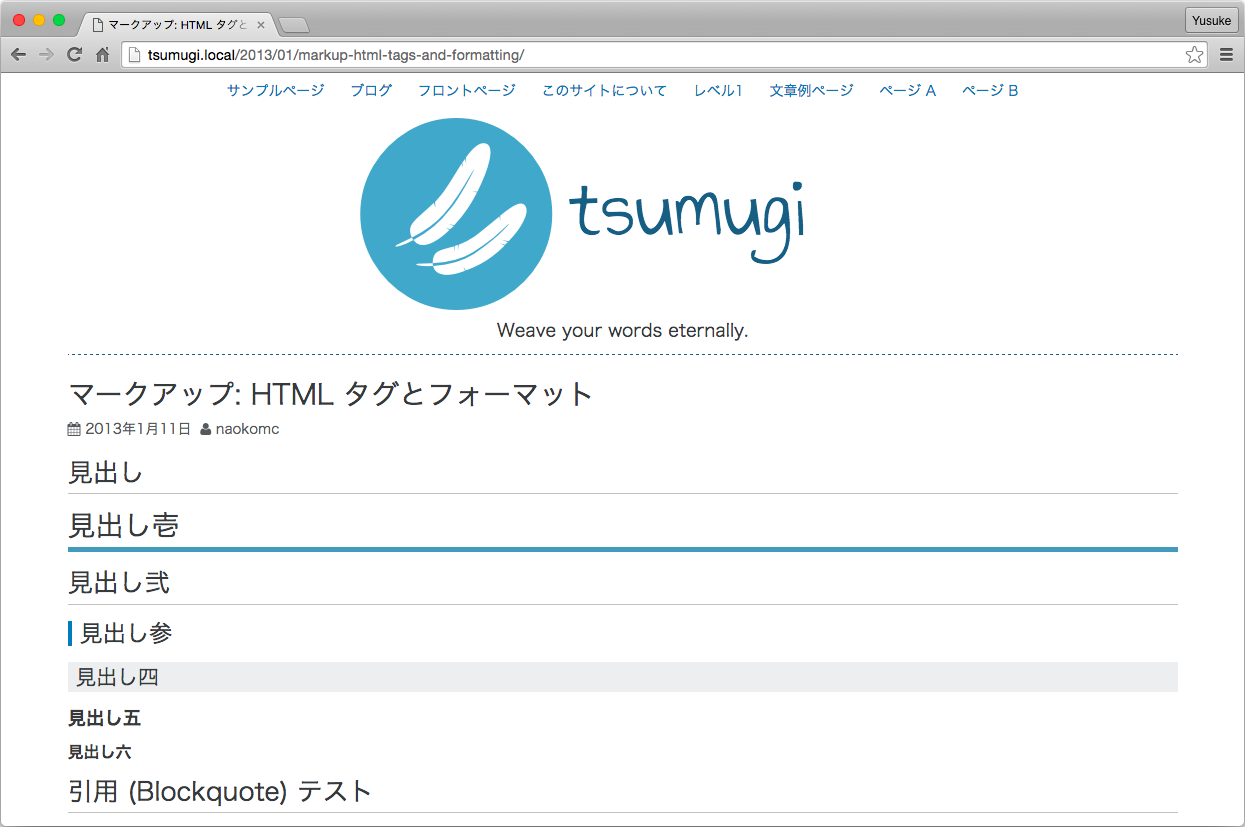 マークアップ: HTML タグと
Yusuke
tsumugi.local/2013/01/markup-html-tags-and-formatting/
サンプルページ ブログ フロントページ このサイトについて レベル1 文章例ページ ページ A ページ B
tsumugi
Weave your words eternally.
マークアップ: HTML タグとフォーマット
2013年1月11日 naokomc
見出し
見出し壱
見出し弐
見出し参
見出し四
見出し五
見出し六
引用 (Blockquote) テスト